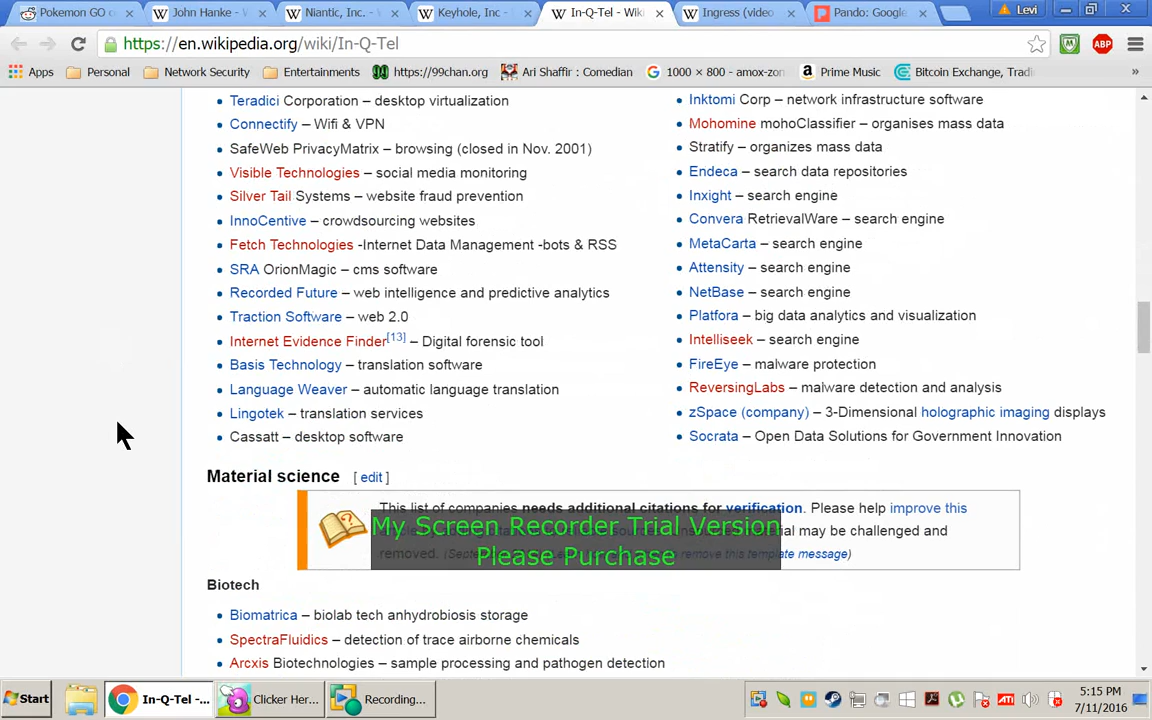 Pokemon GO
John Hanke - W
Niantic, Inc. - W
Keyhole, Inc -
In-Q-Tel - Wiki
Ingress (video
Pando: Google
Levi
https://en.wikipedia.org/wiki/In-Q-Tel
ABP
Apps
Personal
Network Security
Entertainments
https://99chan.org
Ari Shaffir : Comedian
1000 × 800 - amox-zon
Prime Music
Bitcoin Exchange, Tradi
»
Teradici Corporation – desktop virtualization
Connectify – Wifi & VPN
SafeWeb PrivacyMatrix – browsing (closed in Nov. 2001)
Visible Technologies – social media monitoring
Silver Tail Systems – website fraud prevention
InnoCentive – crowdsourcing websites
Fetch Technologies -Internet Data Management -bots & RSS
SRA OrionMagic – cms software
Recorded Future – web intelligence and predictive analytics
Traction Software – web 2.0
Internet Evidence Finder[13] – Digital forensic tool
Basis Technology – translation software
Language Weaver – automatic language translation
Lingotek – translation services
Cassatt – desktop software
Inktomi Corp – network infrastructure software
Mohomine mohoClassifier – organises mass data
Stratify – organizes mass data
Endeca – search data repositories
Inxight – search engine
Convera RetrievalWare – search engine
MetaCarta – search engine
Attensity – search engine
NetBase – search engine
Platfora – big data analytics and visualization
Intelliseek – search engine
FireEye – malware protection
ReversingLabs – malware detection and analysis
zSpace (company) – 3-Dimensional holographic imaging displays
Socrata – Open Data Solutions for Government Innovation
Material science [ edit ]
This list of companies needs additional citations for verification. Please help improve this
material may be challenged and
removed. remove this template message)
My Screen Recorder Trial Version
Please Purchase
Biotech
Biomatrica – biolab tech anhydrobiosis storage
SpectraFluidics – detection of trace airborne chemicals
Arcxis Biotechnologies – sample processing and pathogen detection
Start
In-Q-Tel -...
Clicker Her...
Recording...
ATI
5:15 PM
7/11/2016